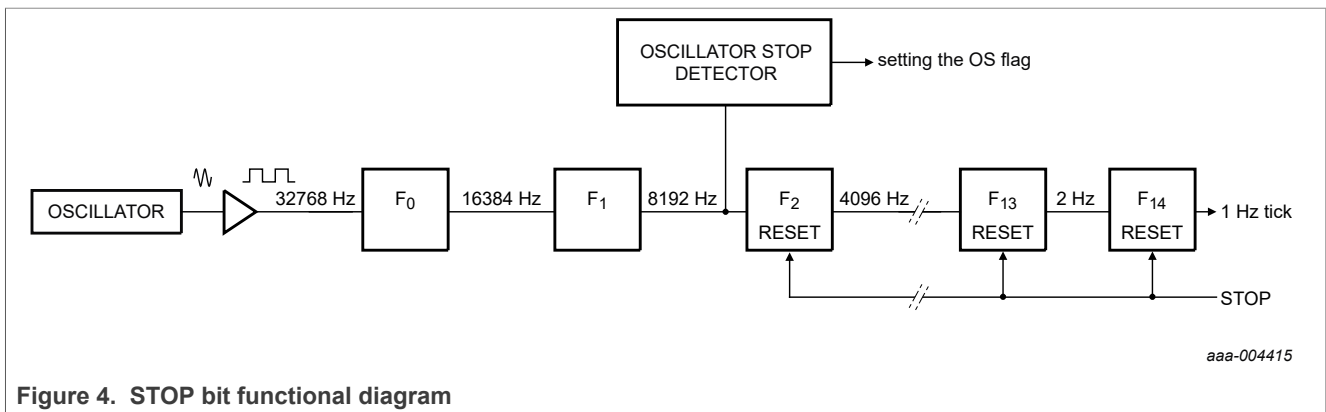 OSCILLATOR STOP
DETECTOR
setting the OS flag
OSCILLATOR
32768 Hz
F0
16384 Hz
F1
8192 Hz
F2
RESET
4096 Hz
F13
RESET
2 Hz
F14
RESET
1 Hz tick
STOP
aaa-004415
Figure 4. STOP bit functional diagram